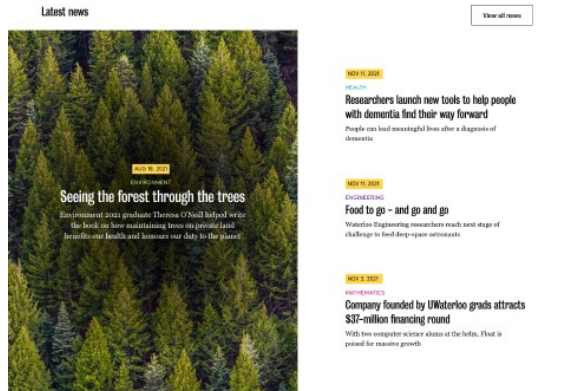 Latest news
View all news
AUG 18, 2021
ENVIRONMENT
Seeing the forest through the trees
Environment 2021 graduate Theresa O'Neill helped write
the book on how maintaining trees on private land
benefits our health and honours our duty to the planet
NOV 11, 2021
HEALTH
Researchers launch new tools to help people
with dementia find their way forward
People can lead meaningful lives after a diagnosis of
dementia
NOV 11, 2021
ENGINEERING
Food to go – and go and go
Waterloo Engineering researchers reach next stage of
challenge to feed deep-space astronauts
NOV 3, 2021
MATHEMATICS
Company founded by UWaterloo grads attracts
$37-million financing round
With two computer science alums at the helm, Float is
poised for massive growth